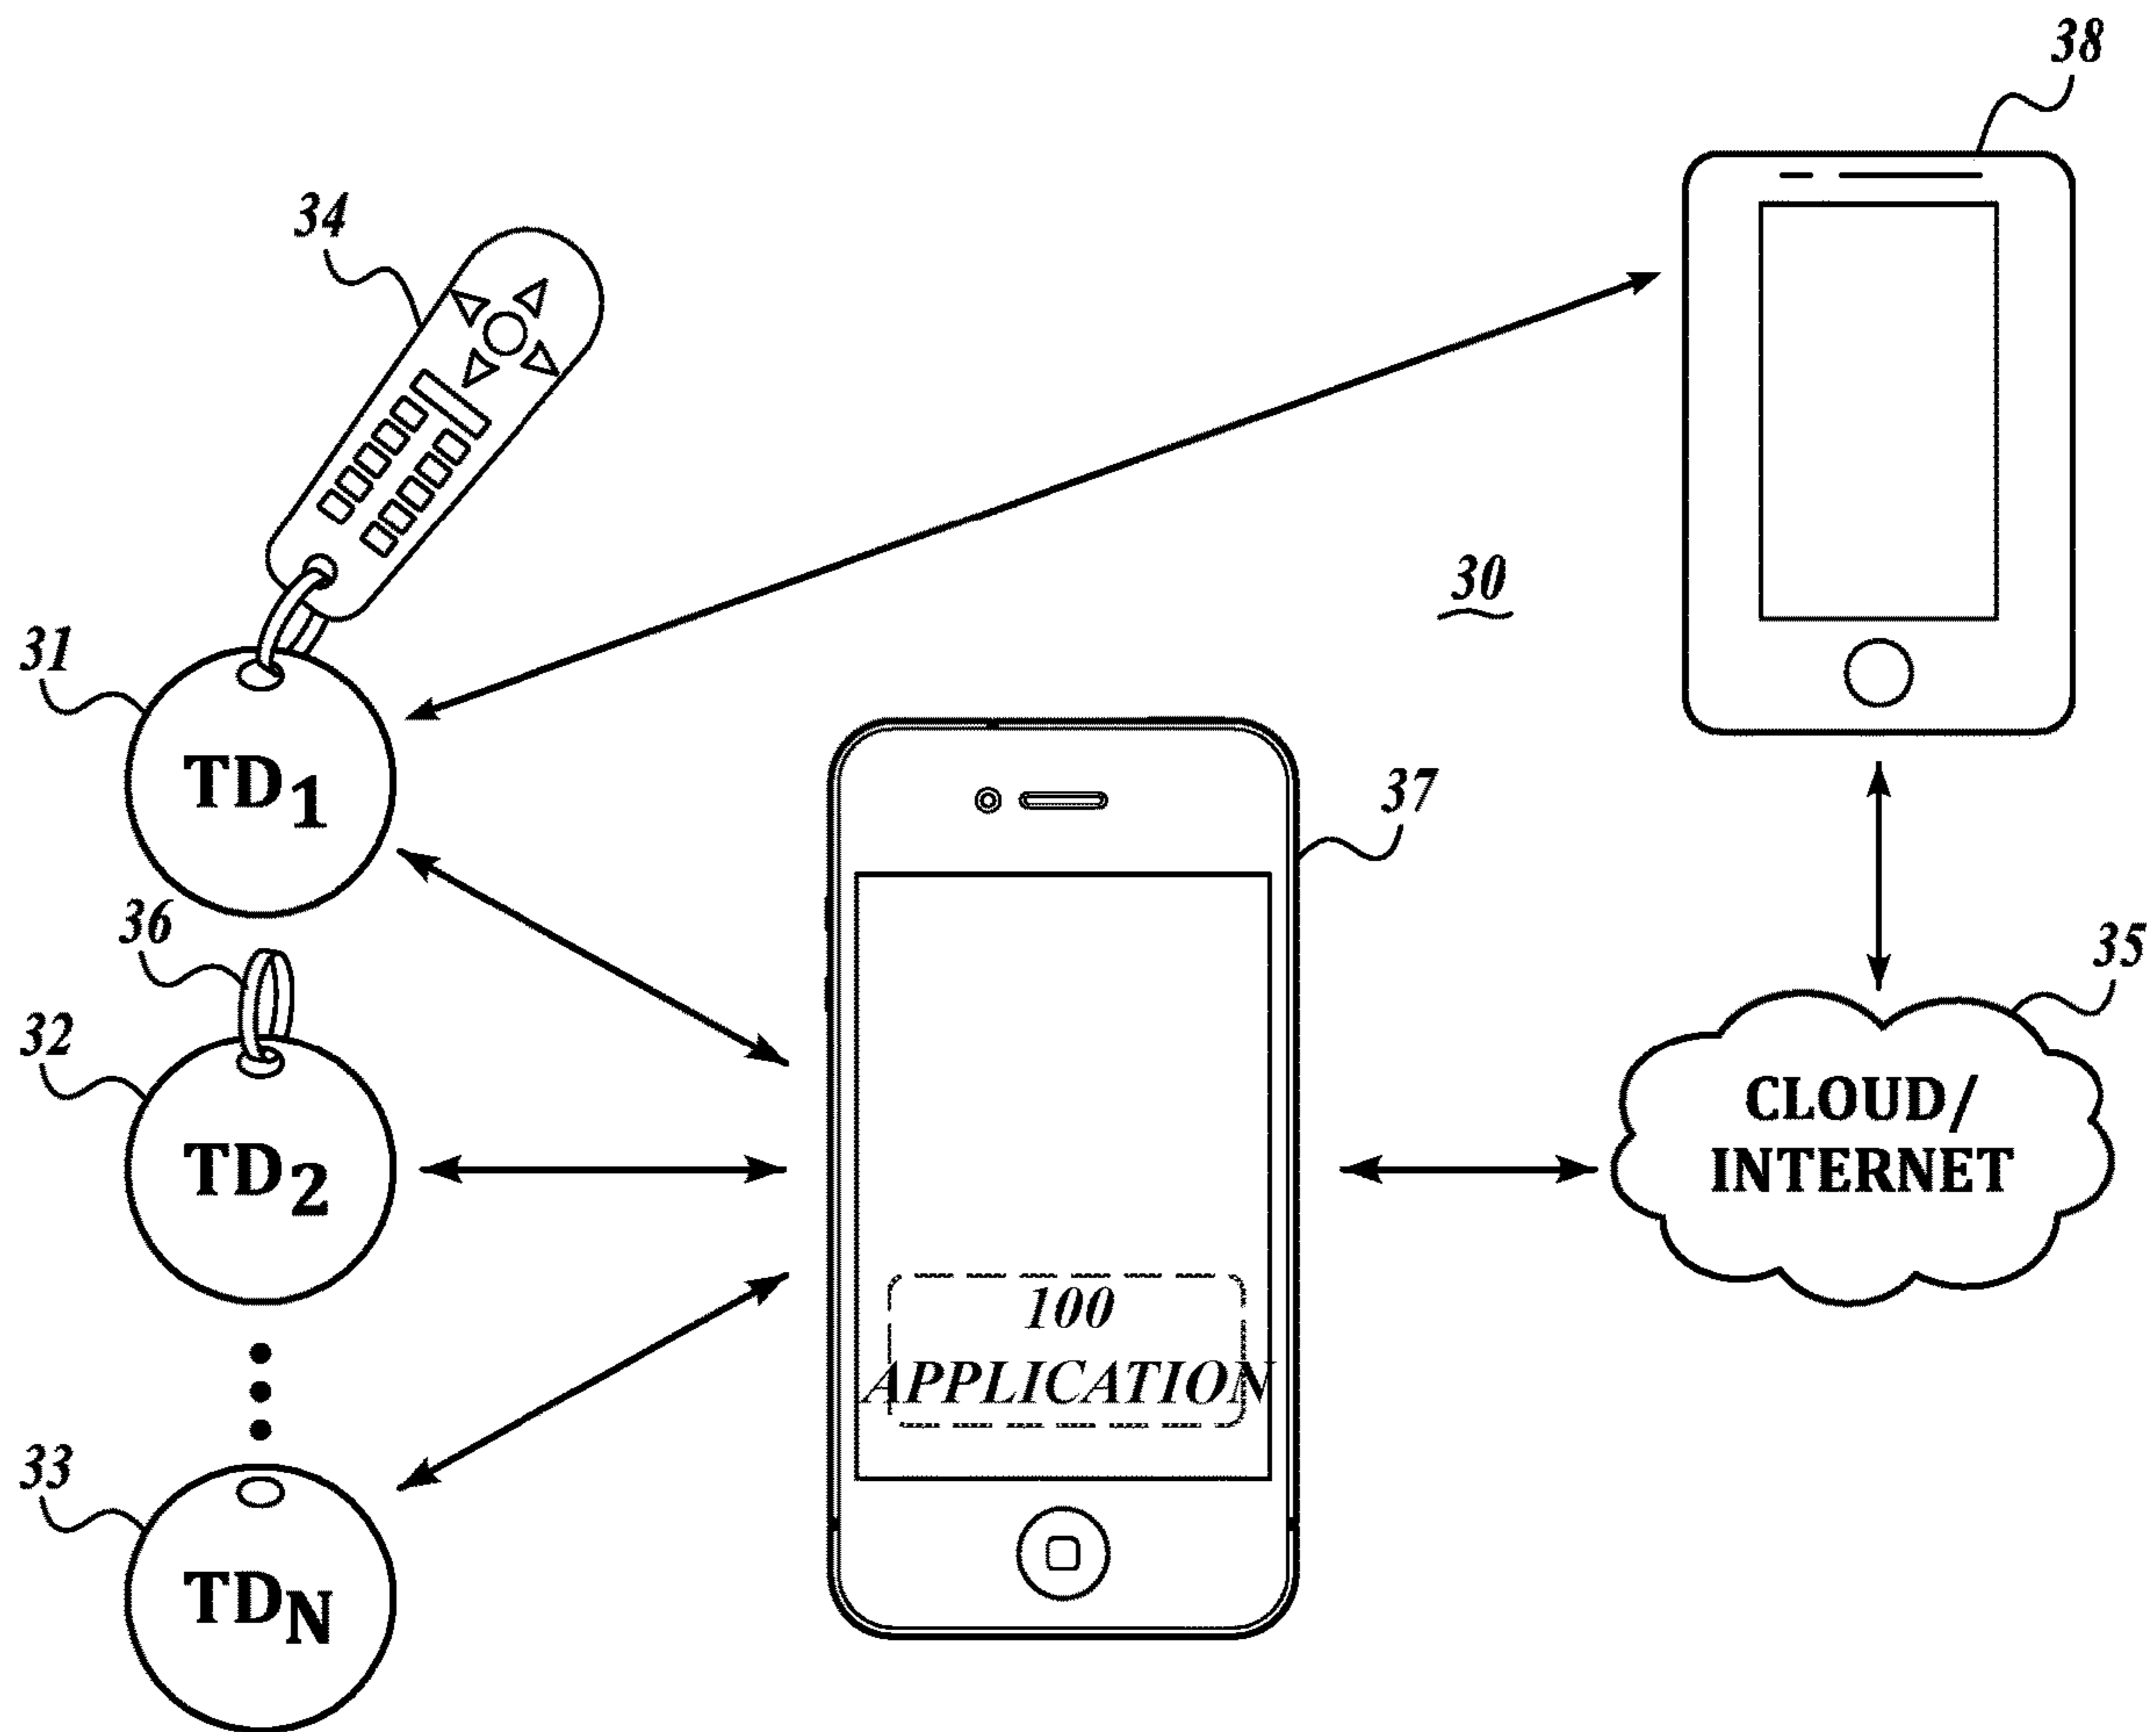 38
34
30
31
TD1
37
36
35
32
CLOUD/
INTERNET
TD2
100
APPLICATION
33
TDN